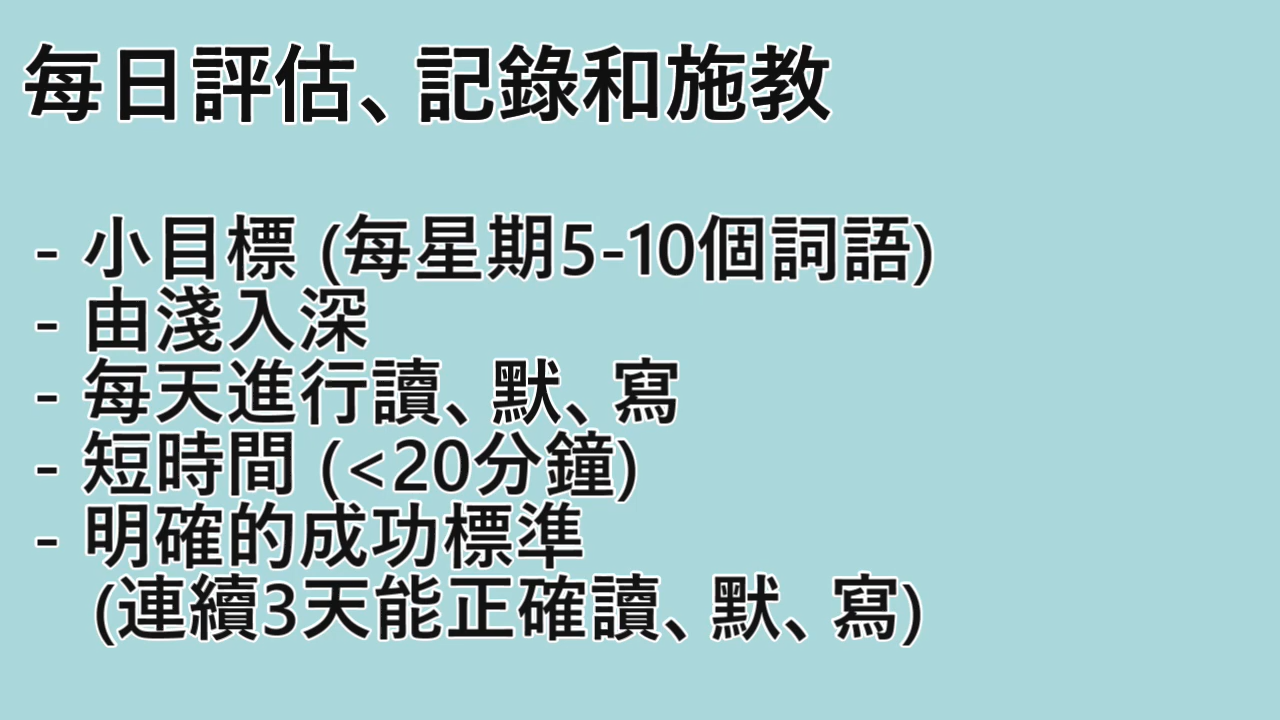 每日評估、記錄和施教
- 小目標 (每星期5-10個詞語)
- 由淺入深
- 每天進行讀、默、寫
- 短時間 (<20分鐘)
- 明確的成功標準
(連續3天能正確讀、默、寫)